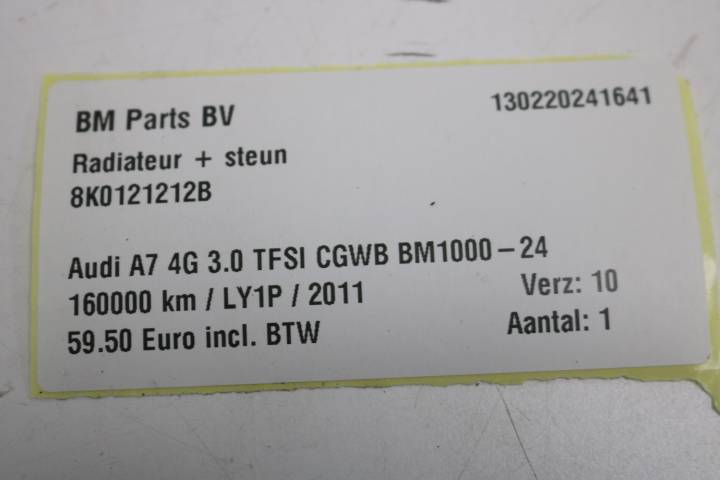 BM Parts BV 130220241641
Radiateur + steun
8K0121212B
Audi A7 4G 3.0 TFSI CGWB BM1000-24
160000 km / LY1P / 2011 Verz: 10
59.50 Euro incl. BTW Aantal: 1